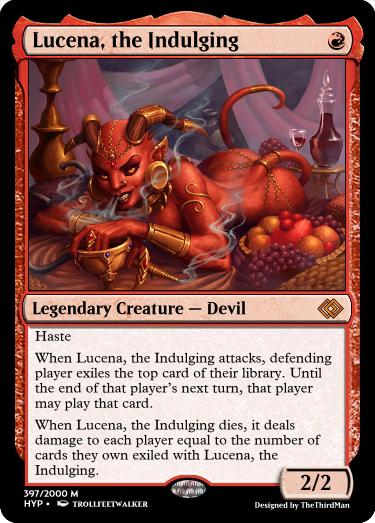 Lucena, the Indulging
Legendary Creature — Devil
Haste
When Lucena, the Indulging attacks, defending
player exiles the top card of their library. Until
the end of that player's next turn, that player
may play that card.
When Lucena, the Indulging dies, it deals
damage to each player equal to the number of
cards they own exiled with Lucena, the
Indulging.
2/2
397/2000 M
HYP • TROLLFEETWALKER
Designed by TheThirdMan